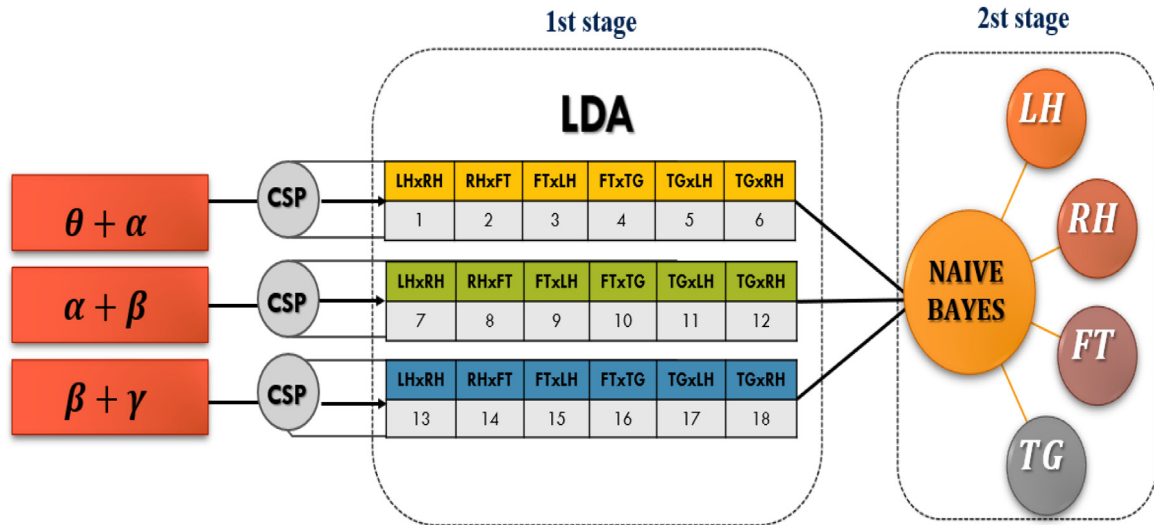 1st stage
2st stage
LDA
θ + α
CSP
LHxRH RHxFT FTxLH FTxTG TGxLH TGxRH
1 2 3 4 5 6
α + β
CSP
LHxRH RHxFT FTxLH FTxTG TGxLH TGxRH
7 8 9 10 11 12
β + γ
CSP
LHxRH RHxFT FTxLH FTxTG TGxLH TGxRH
13 14 15 16 17 18
NAIVE
BAYES
LH
RH
FT
TG